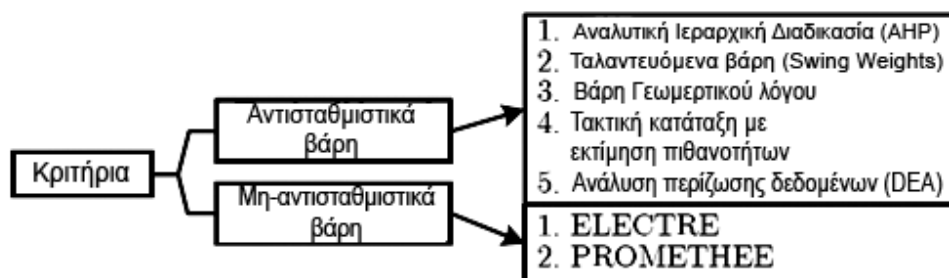 Κριτήρια
Αντισταθμιστικά
βάρη
1. Αναλυτική Ιεραρχική Διαδικασία (AHP)
2. Ταλαντευόμενα βάρη (Swing Weights)
3. Βάρη Γεωμερτικού λόγου
4. Τακτική κατάταξη με
εκτίμηση πιθανοτήτων
5. Ανάλυση περίζωσης δεδομένων (DEA)
Μη-αντισταθμιστικά
βάρη
1. ELECTRE
2. PROMETHEE